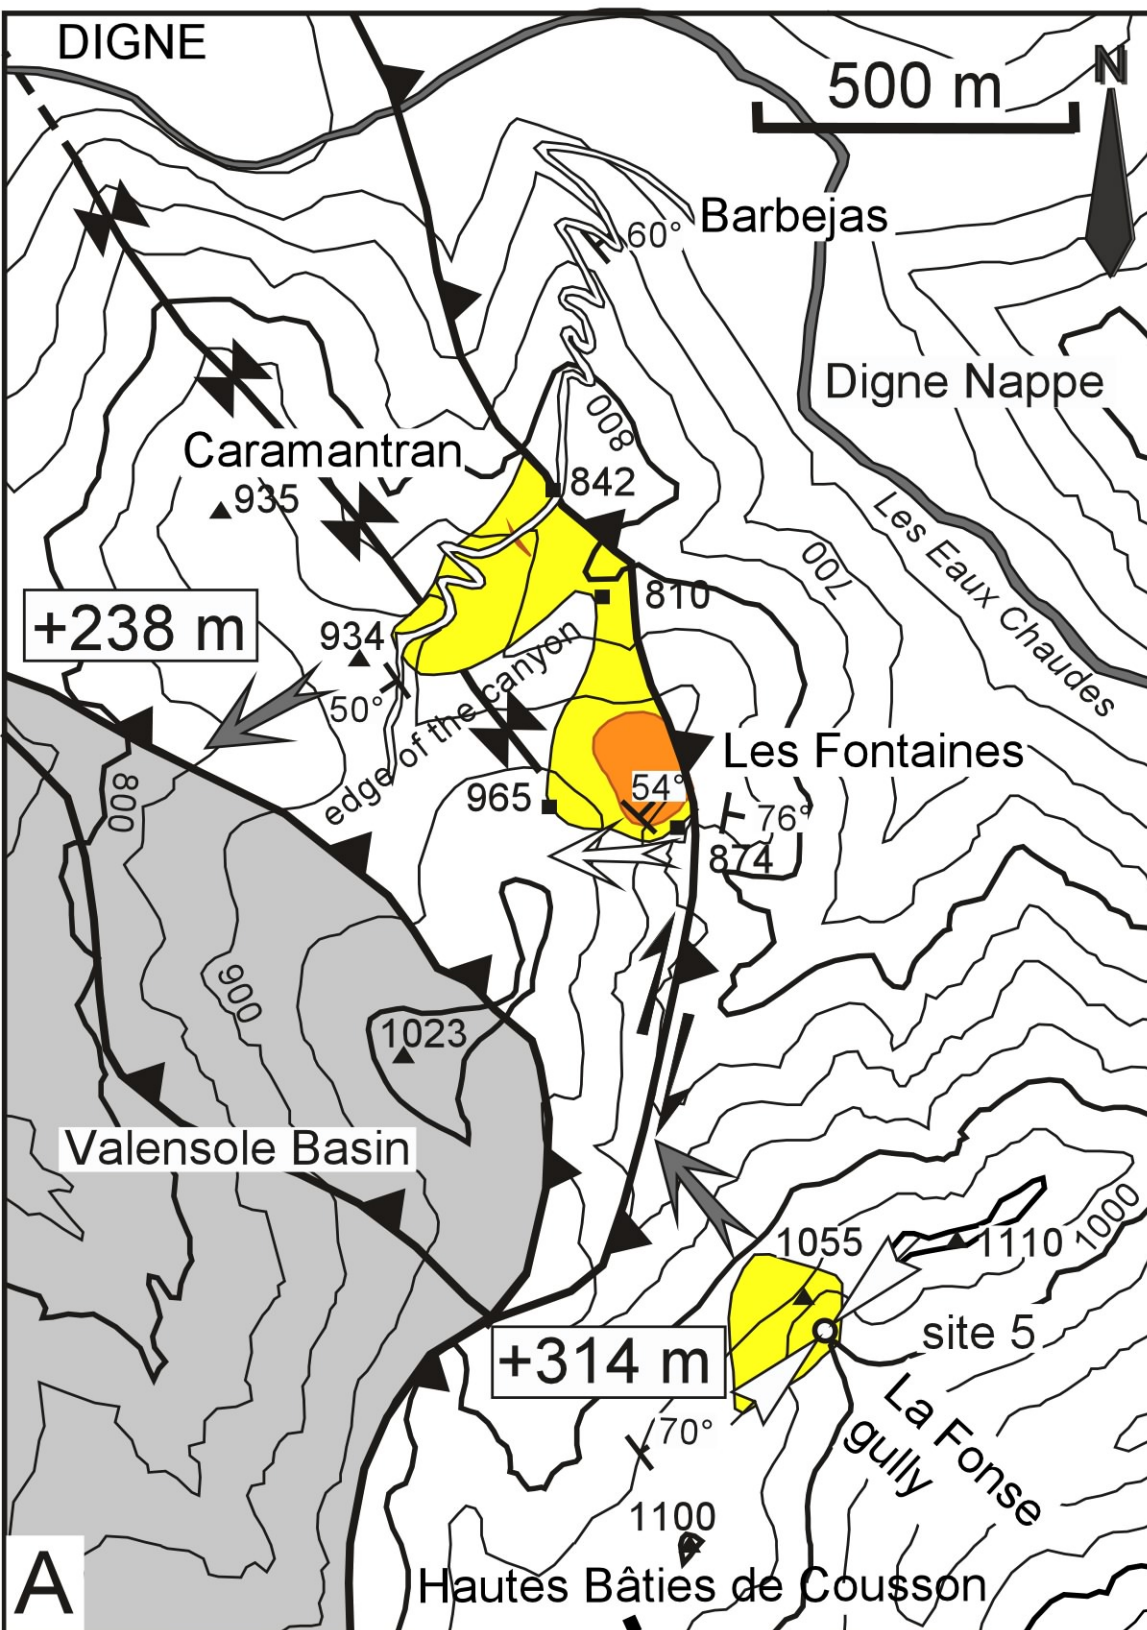 DIGNE
N
500 m
Barbejas
60°
Digne Nappe
800
Caramantran
842
935
Les Eaux Chaudes
700
810
+238 m
934
50°
edge of the canyon
Les Fontaines
54°
965
76°
800
874
900
1023
Valensole Basin
1055
1110
1000
site 5
+314 m
La Fonse
gully
70°
1100
A
Hautes Bâties de Cousson